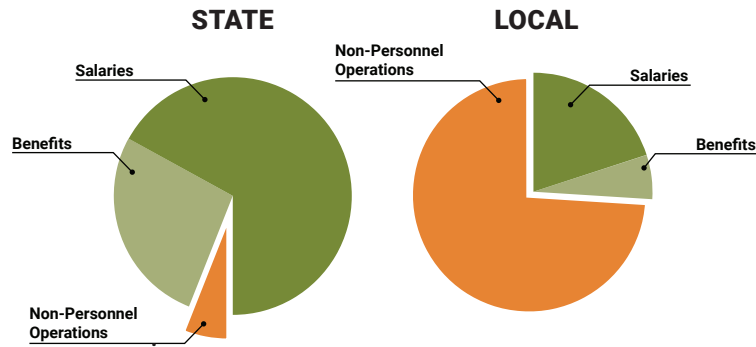 STATE
Salaries
Benefits
Non-Personnel
Operations
LOCAL
Non-Personnel
Operations
Salaries
Benefits